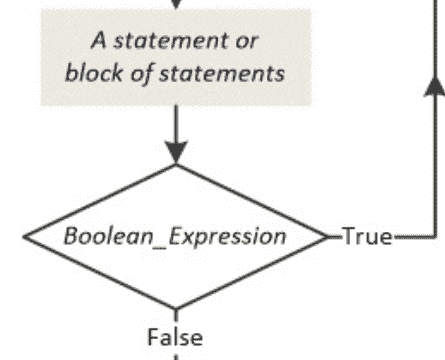 A statement or
block of statements
Boolean_Expression
True
False